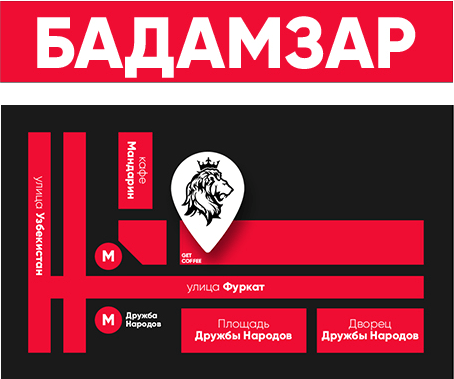 БАДАМЗАР
улица Узбекистан
кафе
Мандарин
M
GET
COFFEE
улица Фуркат
M
Дружба
Народов
Площадь
Дружбы Народов
Дворец
Дружбы Народов